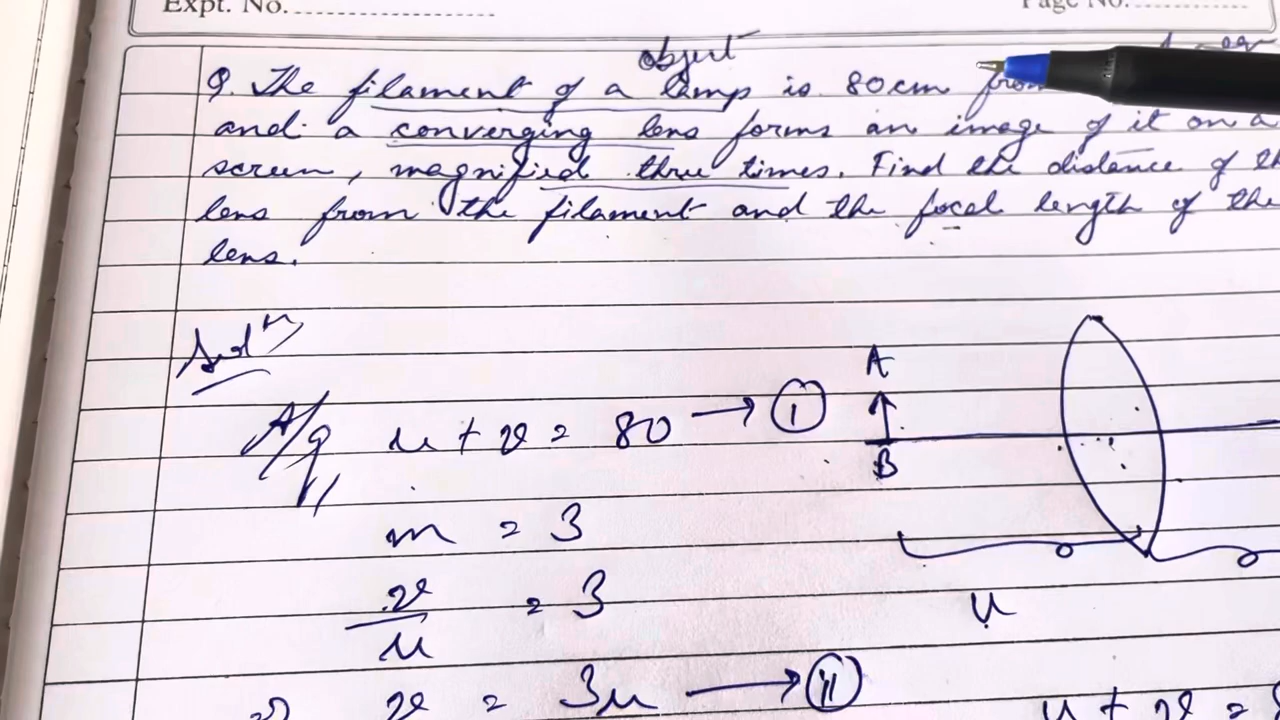 Expt. No.
Page No.
object
Q. The filament of a lamp is 80cm from
and a converging lens forms an image of it on a
screen, magnified three times. Find the distance of th
lens from the filament and the focal length of the
lens.
Solⁿ
A/q u + v = 80 → (i)
m = 3
v/u = 3
v = 3u → (ii)
A
B
u
u + v =